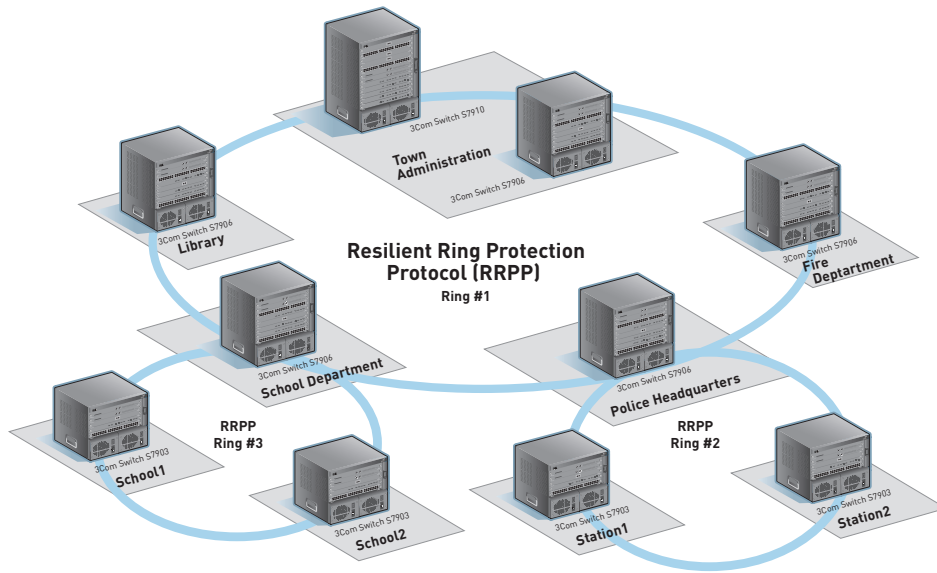 3Com Switch S7910
Town
Administration
3Com Switch S7906
3Com Switch S7906
Library
3Com Switch S7906
Fire
Deptartment
Resilient Ring Protection
Protocol (RRPP)
Ring #1
3Com Switch S7906
School Department
3Com Switch S7906
Police Headquarters
RRPP
Ring #3
RRPP
Ring #2
3Com Switch S7903
School1
3Com Switch S7903
School2
3Com Switch S7903
Station1
3Com Switch S7903
Station2